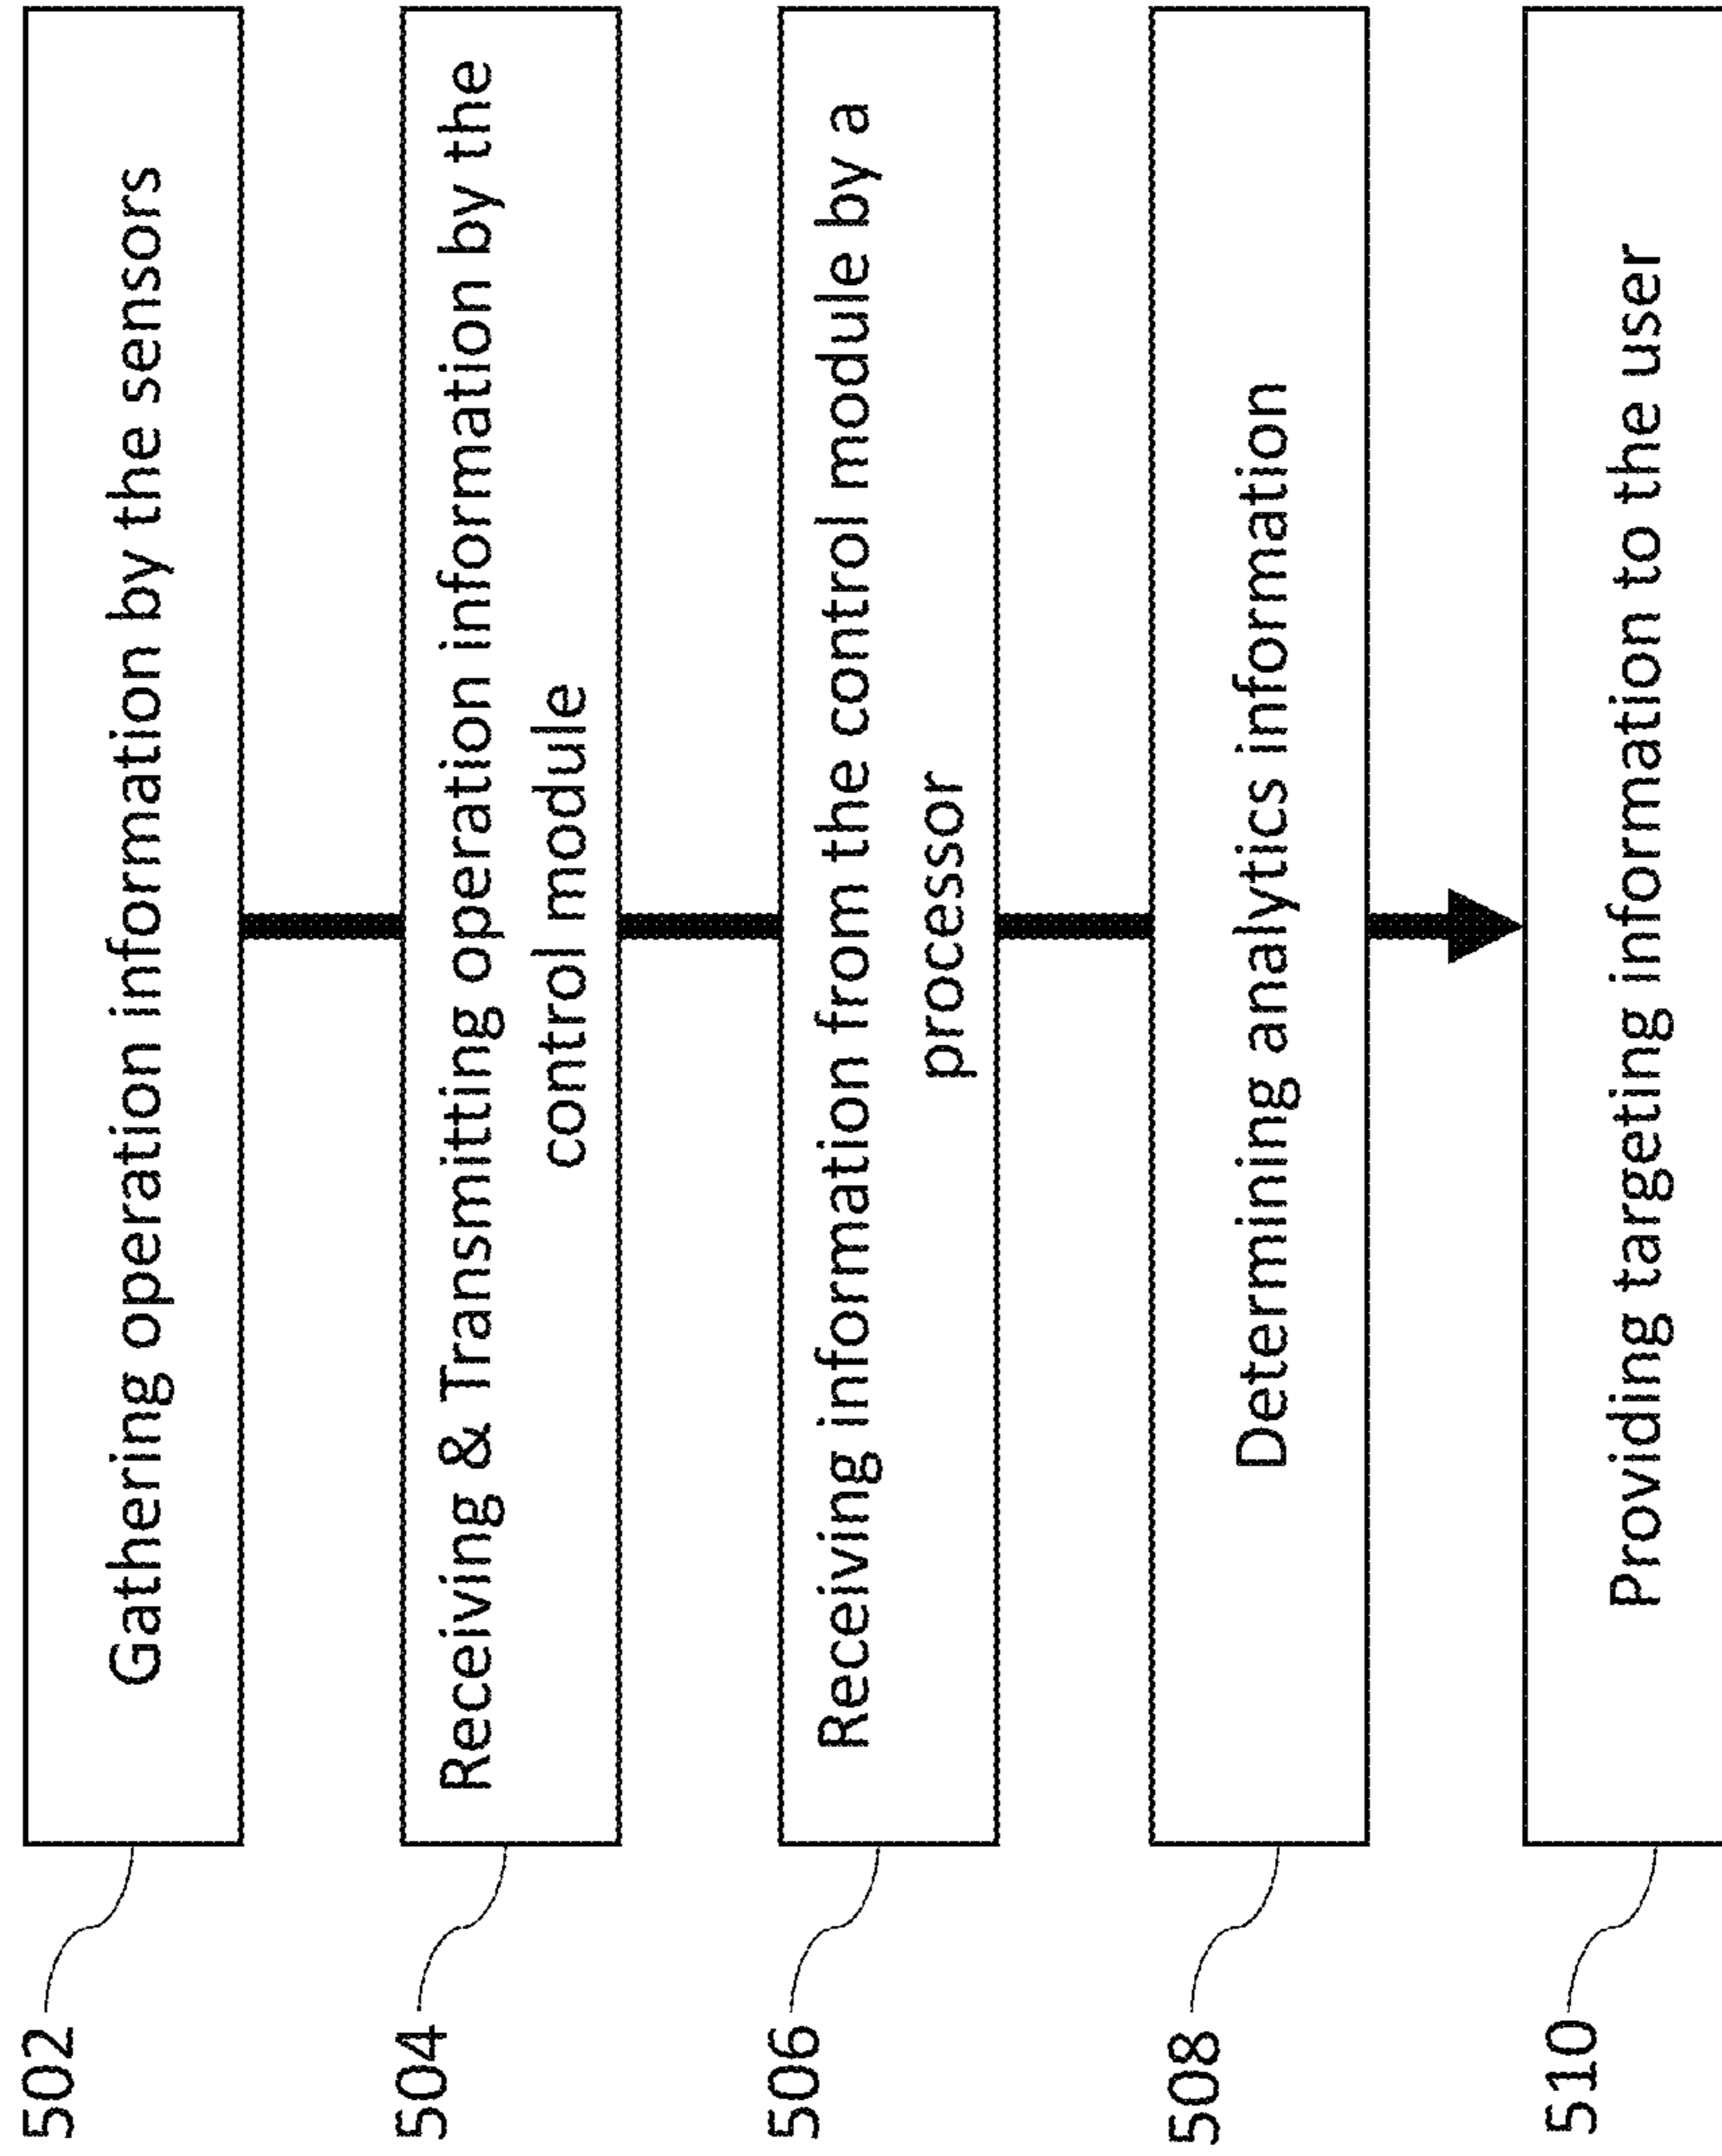 502
Gathering operation information by the sensors
504
Receiving & Transmitting operation information by the
control module
506
Receiving information from the control module by a
processor
508
Determining analytics information
510
Providing targeting information to the user